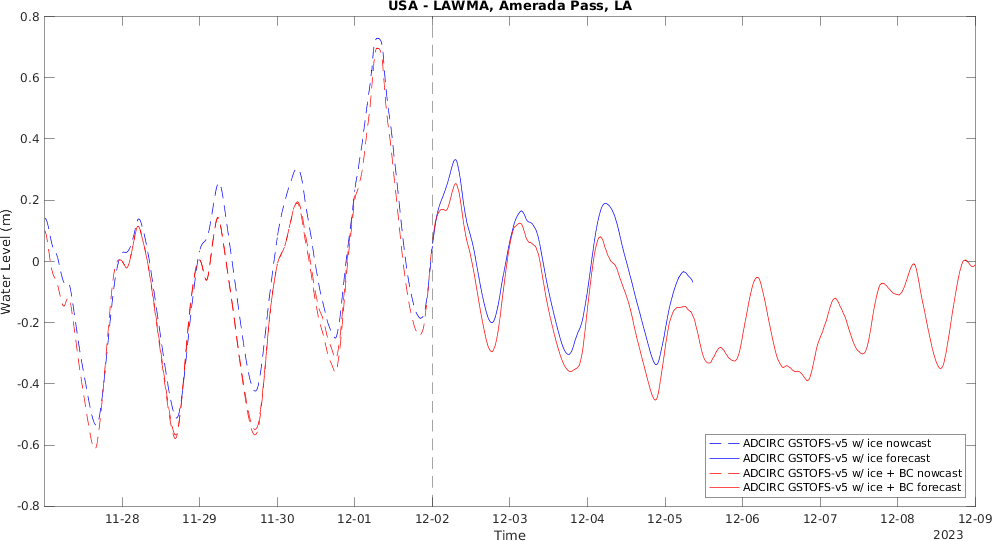 USA - LAWMA, Amerada Pass, LA
0.8
0.6
0.4
0.2
0
-0.2
-0.4
-0.6
-0.8
Water Level (m)
ADCIRC GSTOFS-v5 w/ ice nowcast
ADCIRC GSTOFS-v5 w/ ice forecast
ADCIRC GSTOFS-v5 w/ ice + BC nowcast
ADCIRC GSTOFS-v5 w/ ice + BC forecast
11-28 11-29 11-30 12-01 12-02 12-03 12-04 12-05 12-06 12-07 12-08 12-09
Time
2023